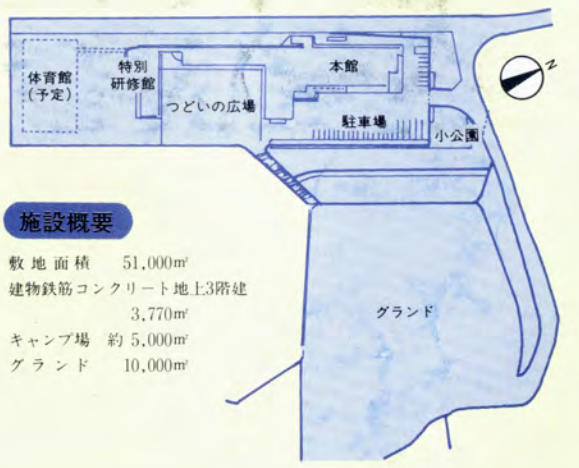 体育館
(予定)
特別
研修館
本館
つどいの広場
駐車場
小公園
N
施設概要
敷地面積 51,000㎡
建物鉄筋コンクリート地上3階建
3,770㎡
キャンプ場 約 5,000㎡
グランド 10,000㎡
グランド